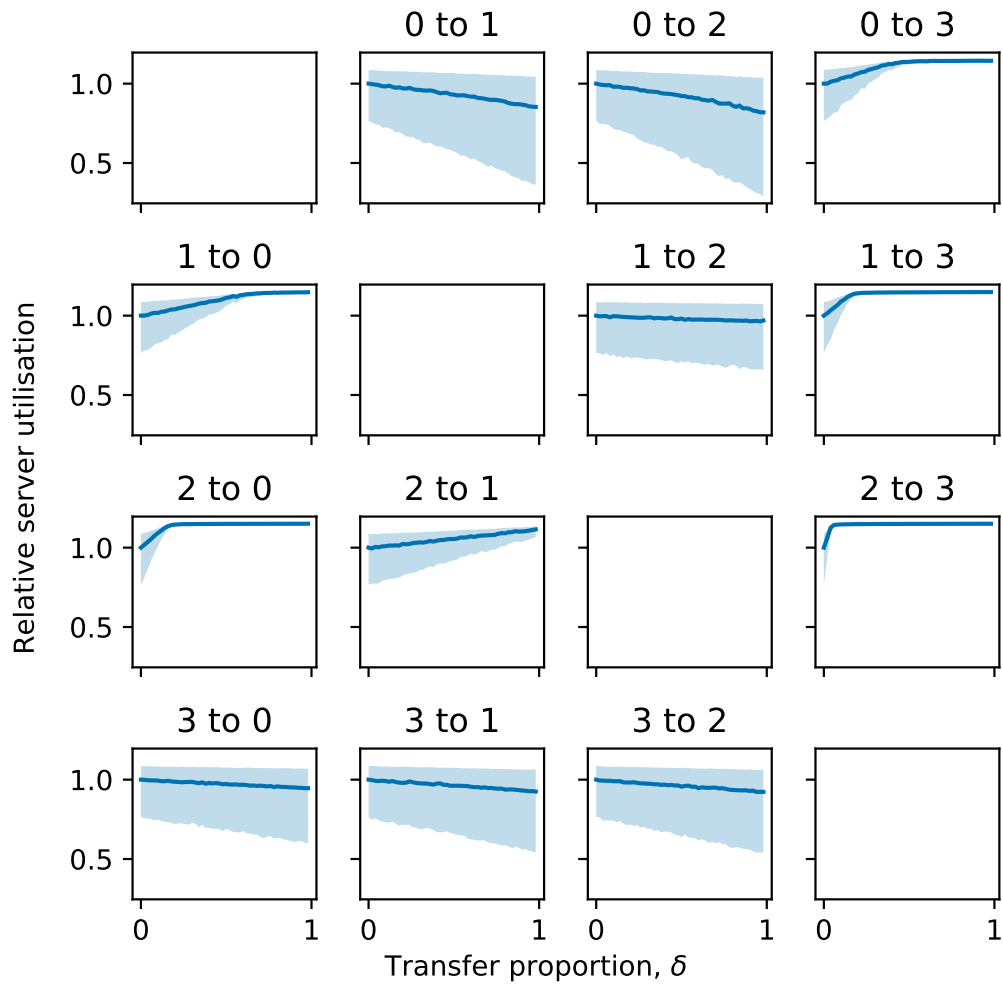 0 to 1 0 to 2 0 to 3
1.0
0.5
1 to 0 1 to 2 1 to 3
1.0
0.5
Relative server utilisation
2 to 0 2 to 1 2 to 3
1.0
0.5
3 to 0 3 to 1 3 to 2
1.0
0.5
0 1 0 1 0 1 0 1
Transfer proportion, δ